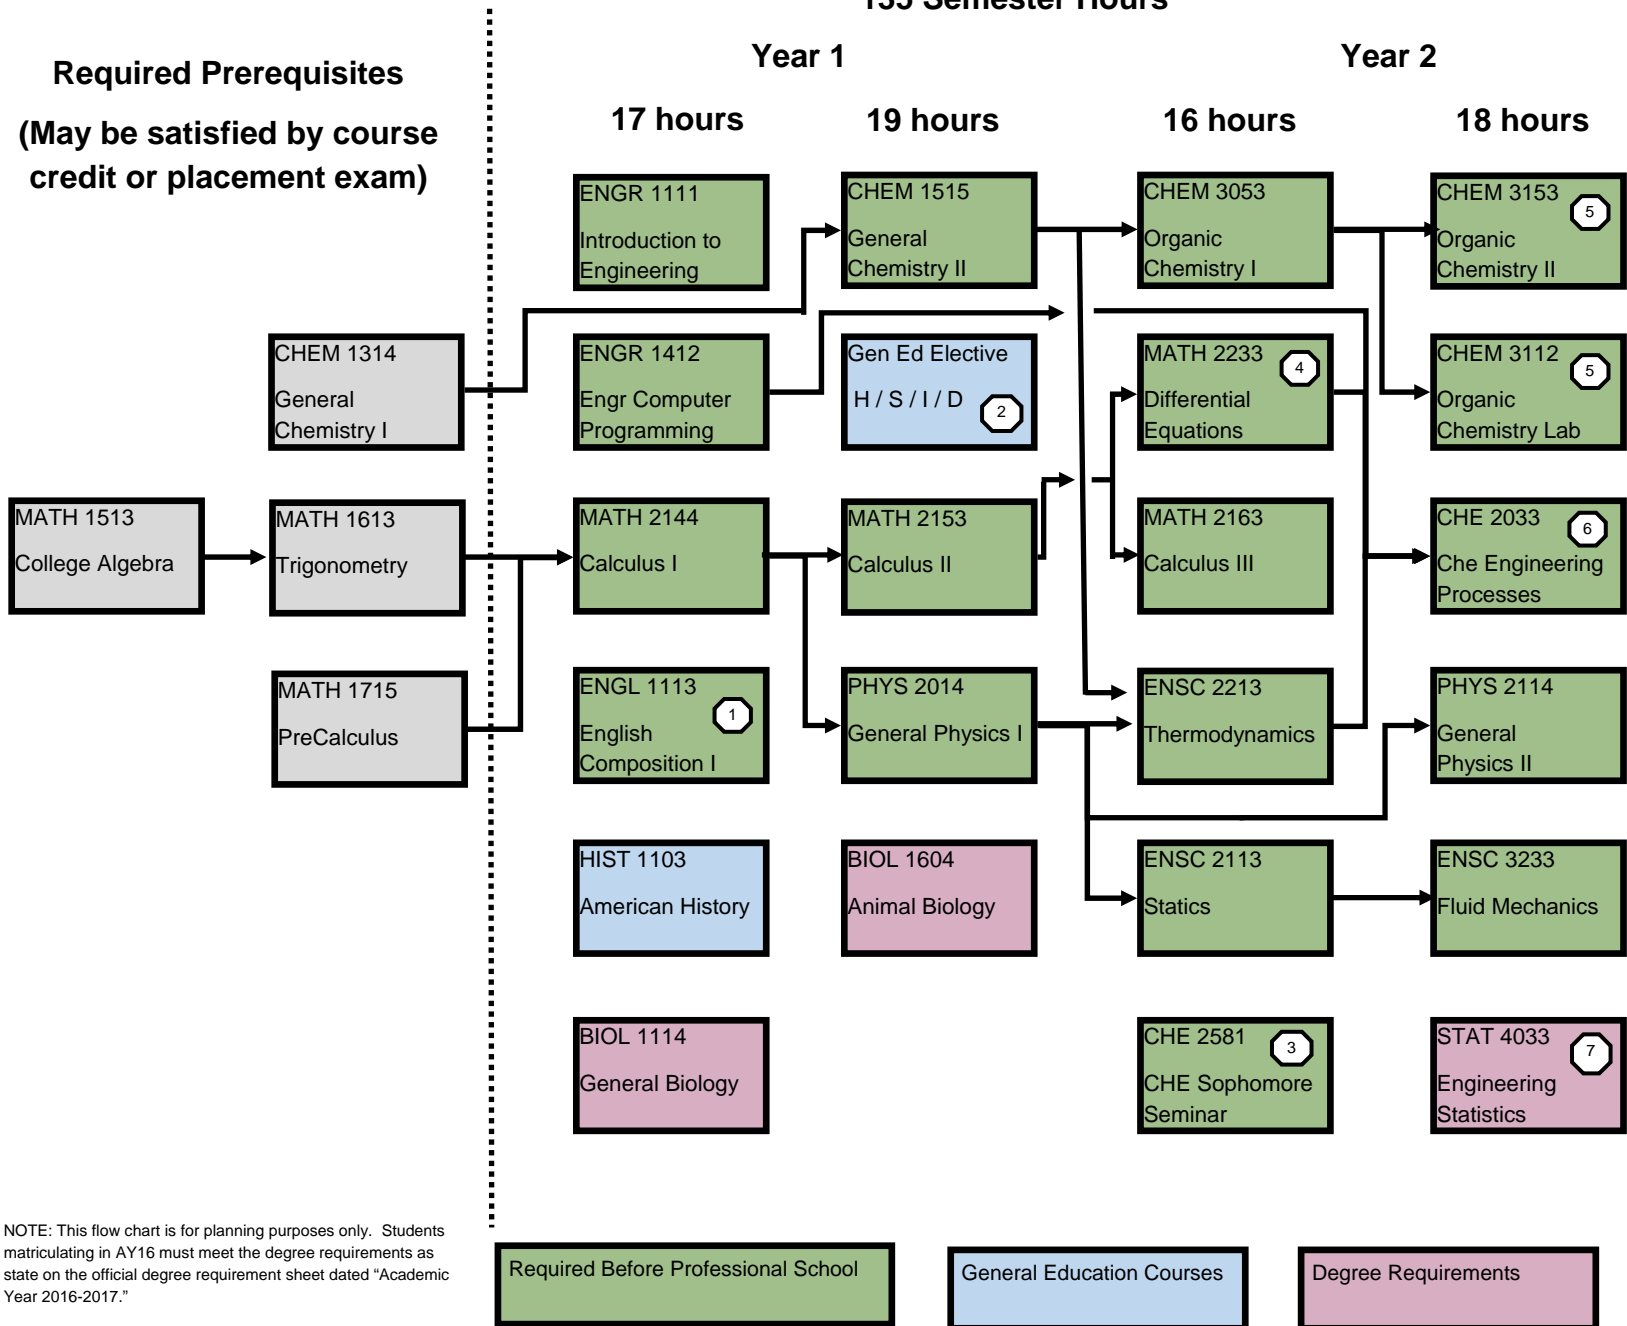 135 Semester Hours
Required Prerequisites
(May be satisfied by course
credit or placement exam)
Year 1
Year 2
17 hours
19 hours
16 hours
18 hours
ENGR 1111
Introduction to
Engineering
CHEM 1515
General
Chemistry II
CHEM 3053
Organic
Chemistry I
CHEM 3153
5
Organic
Chemistry II
CHEM 1314
General
Chemistry I
ENGR 1412
Engr Computer
Programming
Gen Ed Elective
H / S / I / D
2
MATH 2233
4
Differential
Equations
CHEM 3112
5
Organic
Chemistry Lab
MATH 1513
College Algebra
MATH 1613
Trigonometry
MATH 2144
Calculus I
MATH 2153
Calculus II
MATH 2163
Calculus III
CHE 2033
6
Che Engineering
Processes
MATH 1715
PreCalculus
ENGL 1113
1
English
Composition I
PHYS 2014
General Physics I
ENSC 2213
Thermodynamics
PHYS 2114
General
Physics II
HIST 1103
American History
BIOL 1604
Animal Biology
ENSC 2113
Statics
ENSC 3233
Fluid Mechanics
BIOL 1114
General Biology
CHE 2581
3
CHE Sophomore
Seminar
STAT 4033
7
Engineering
Statistics
NOTE: This flow chart is for planning purposes only.  Students
matriculating in AY16 must meet the degree requirements as
state on the official degree requirement sheet dated “Academic
Year 2016-2017.”
Required Before Professional School
General Education Courses
Degree Requirements